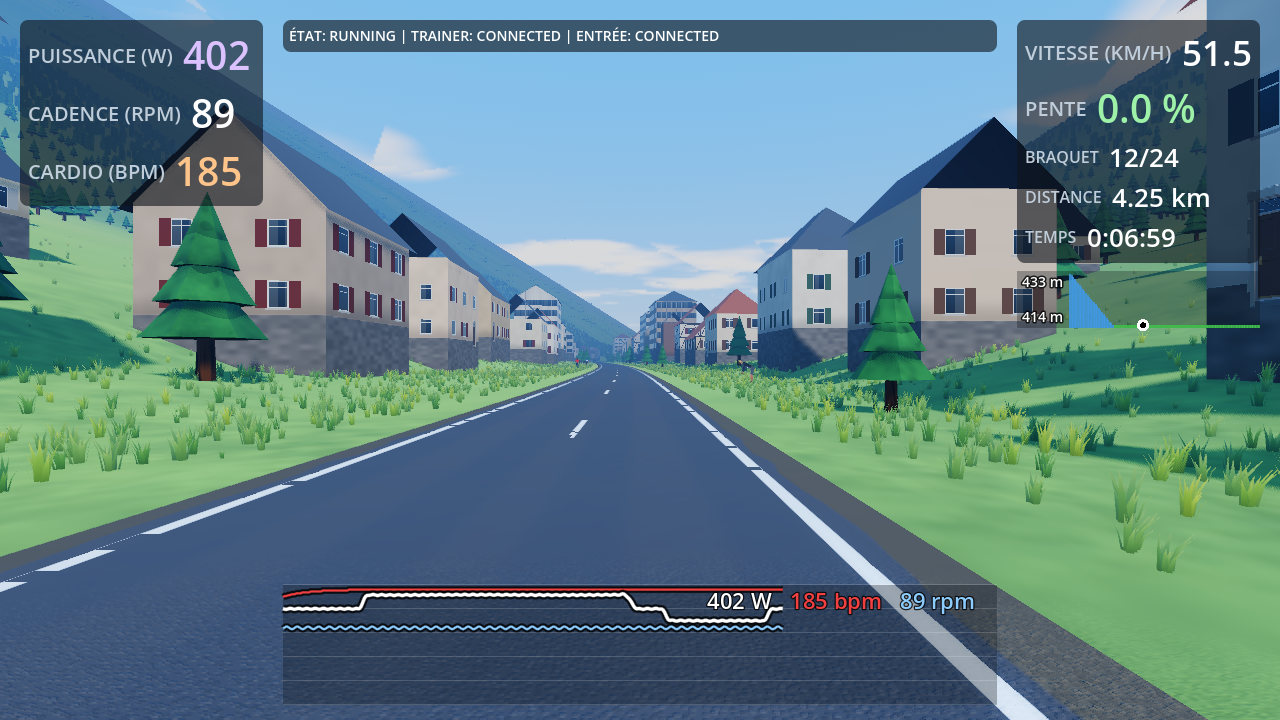 PUISSANCE (W) 402
CADENCE (RPM) 89
CARDIO (BPM) 185
ÉTAT: RUNNING | TRAINER: CONNECTED | ENTRÉE: CONNECTED
VITESSE (KM/H) 51.5
PENTE 0.0 %
BRAQUET 12/24
DISTANCE 4.25 km
TEMPS 0:06:59
433 m
414 m
402 W 185 bpm 89 rpm